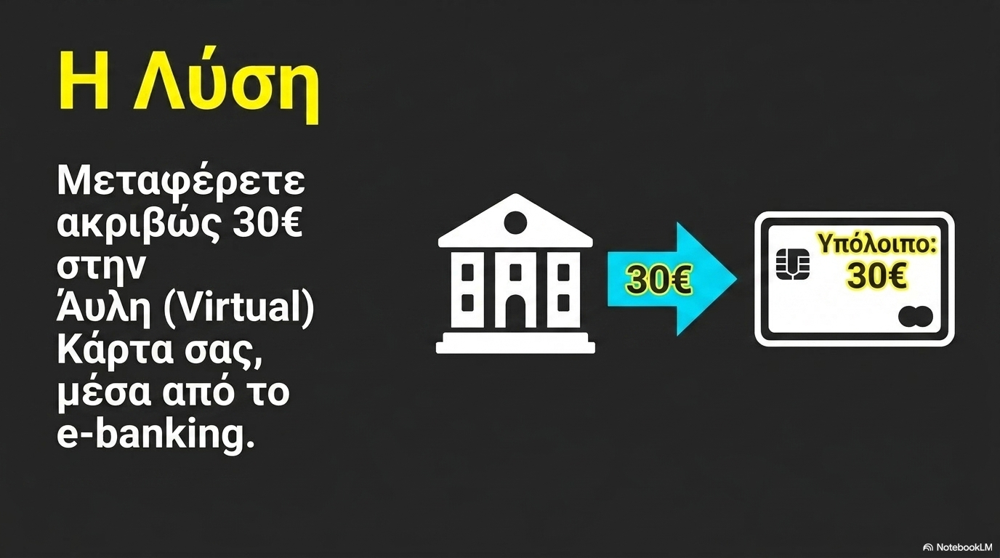 Η Λύση
Μεταφέρετε
ακριβώς 30€
στην
Άυλη (Virtual)
Κάρτα σας,
μέσα από το
e-banking.
30€
Υπόλοιπο:
30€
NotebookLM